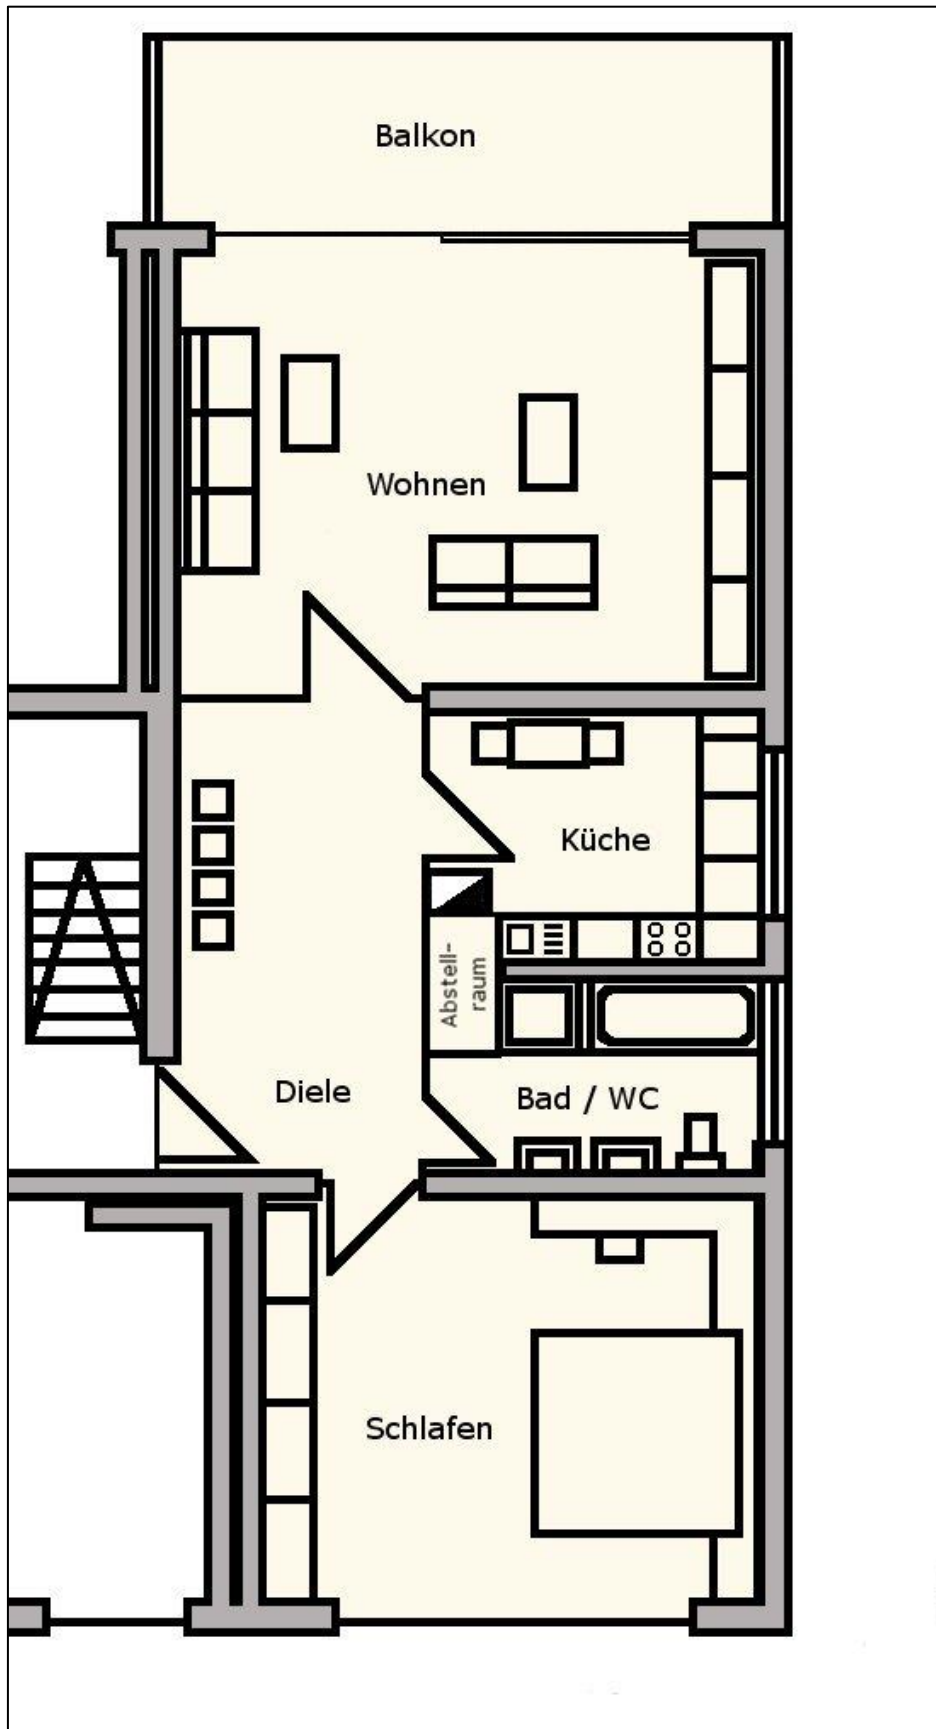 Balkon
Wohnen
Küche
Abstell-
raum
Diele
Bad / WC
Schlafen